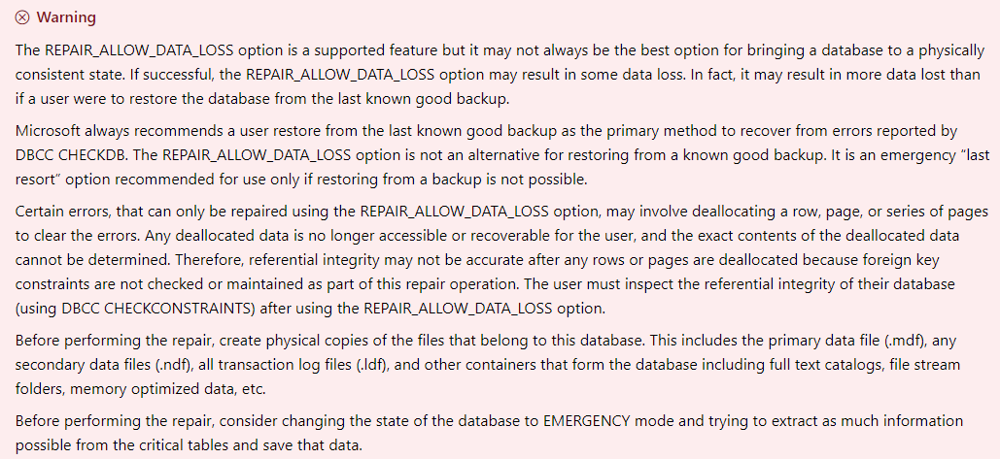 Warning
The REPAIR_ALLOW_DATA_LOSS option is a supported feature but it may not always be the best option for bringing a database to a physically
consistent state. If successful, the REPAIR_ALLOW_DATA_LOSS option may result in some data loss. In fact, it may result in more data lost than
if a user were to restore the database from the last known good backup.
Microsoft always recommends a user restore from the last known good backup as the primary method to recover from errors reported by
DBCC CHECKDB. The REPAIR_ALLOW_DATA_LOSS option is not an alternative for restoring from a known good backup. It is an emergency “last
resort” option recommended for use only if restoring from a backup is not possible.
Certain errors, that can only be repaired using the REPAIR_ALLOW_DATA_LOSS option, may involve deallocating a row, page, or series of pages
to clear the errors. Any deallocated data is no longer accessible or recoverable for the user, and the exact contents of the deallocated data
cannot be determined. Therefore, referential integrity may not be accurate after any rows or pages are deallocated because foreign key
constraints are not checked or maintained as part of this repair operation. The user must inspect the referential integrity of their database
(using DBCC CHECKCONSTRAINTS) after using the REPAIR_ALLOW_DATA_LOSS option.
Before performing the repair, create physical copies of the files that belong to this database. This includes the primary data file (.mdf), any
secondary data files (.ndf), all transaction log files (.ldf), and other containers that form the database including full text catalogs, file stream
folders, memory optimized data, etc.
Before performing the repair, consider changing the state of the database to EMERGENCY mode and trying to extract as much information
possible from the critical tables and save that data.